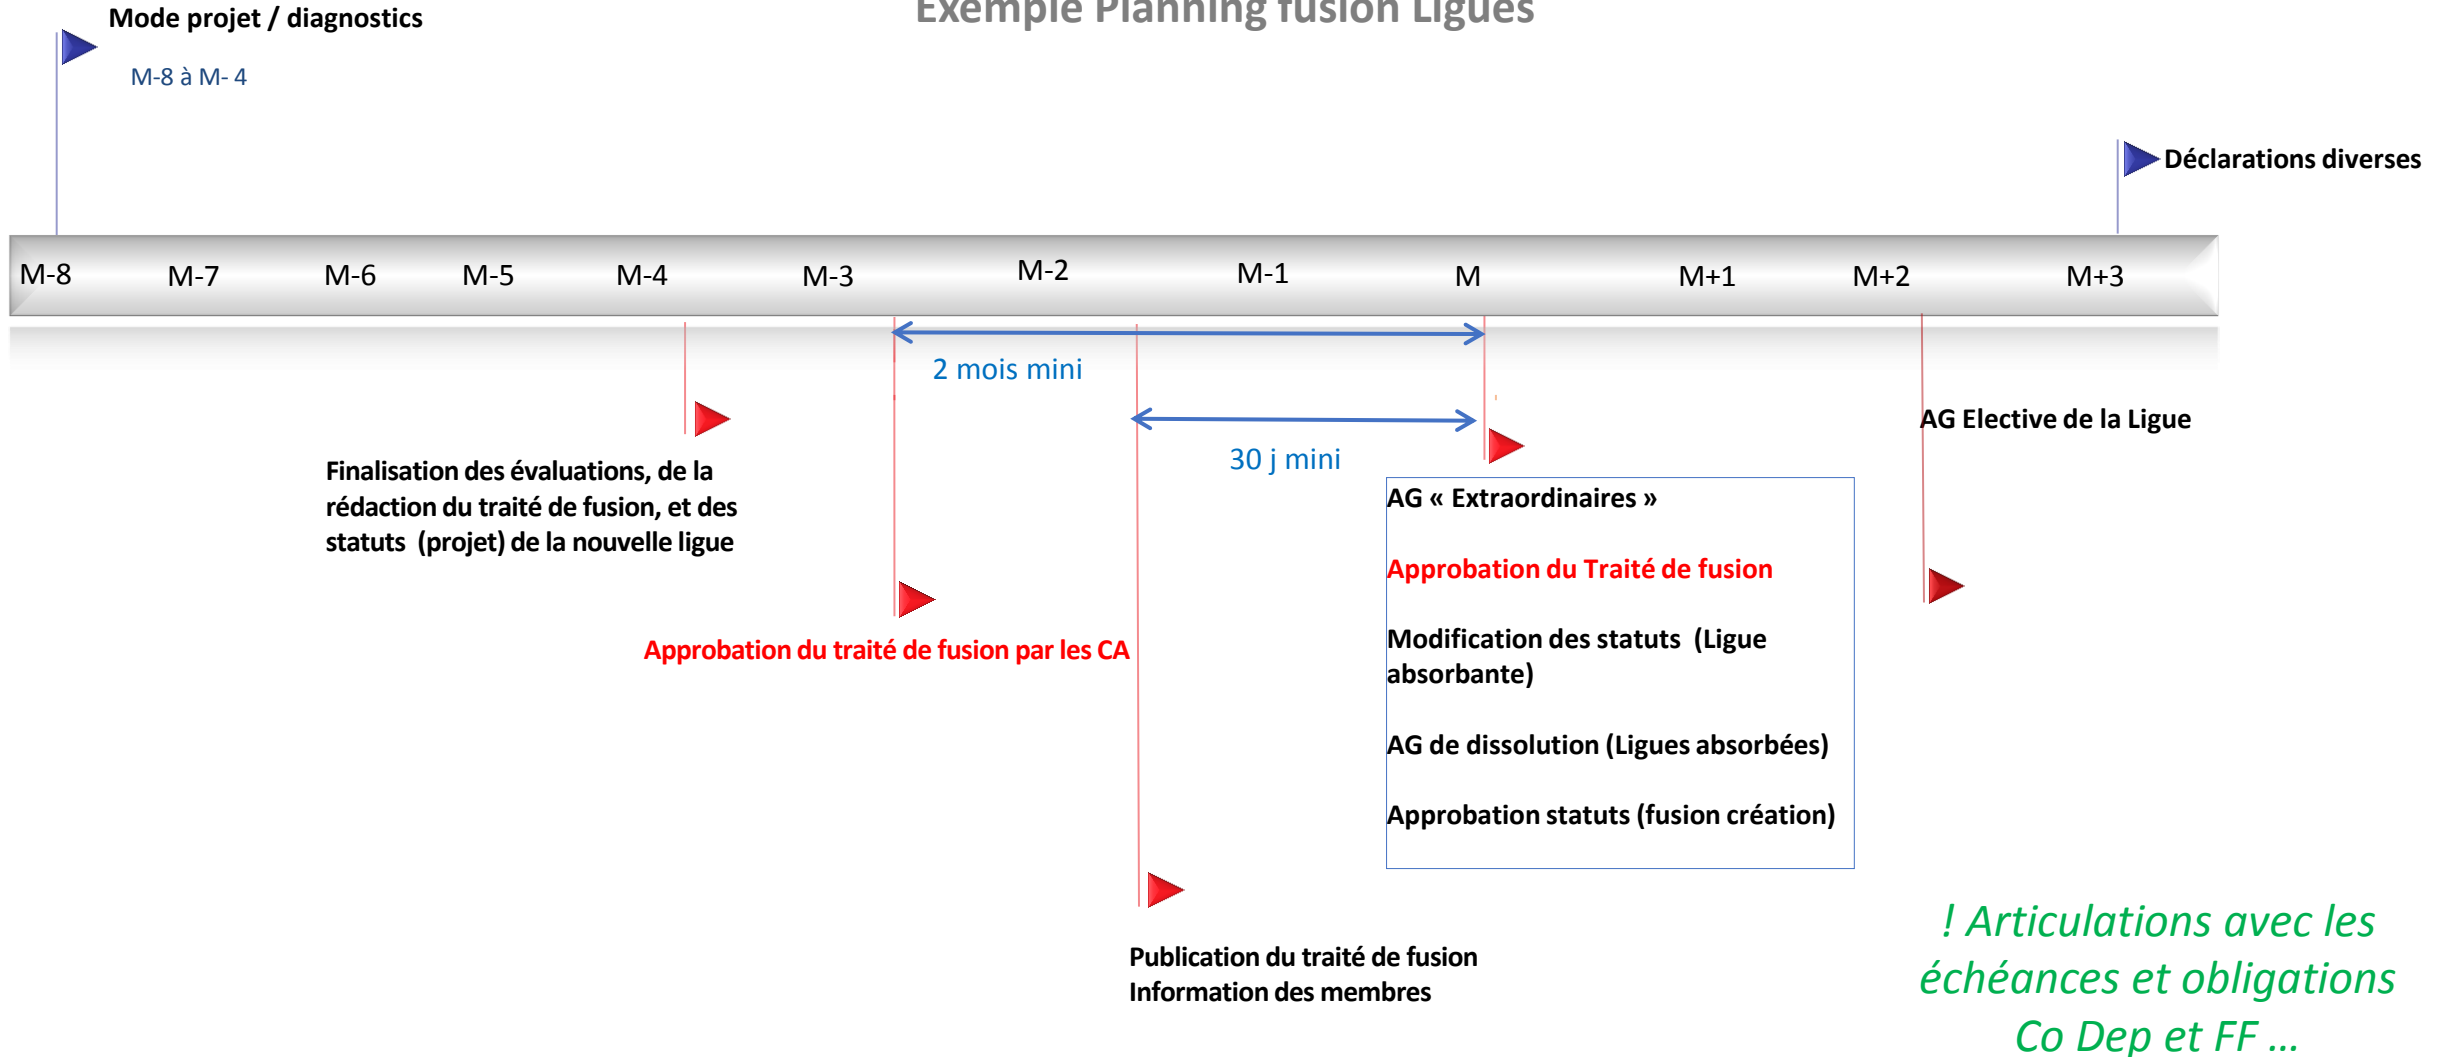 Exemple Planning fusion Ligues
Mode projet / diagnostics
M-8 à M- 4
Déclarations diverses
M-8 M-7 M-6 M-5 M-4 M-3 M-2 M-1 M M+1 M+2 M+3
2 mois mini
30 j mini
AG Elective de la Ligue
Finalisation des évaluations, de la
rédaction du traité de fusion, et des
statuts (projet) de la nouvelle ligue
Approbation du traité de fusion par les CA
AG « Extraordinaires »
Approbation du Traité de fusion
Modification des statuts (Ligue
absorbante)
AG de dissolution (Ligues absorbées)
Approbation statuts (fusion création)
Publication du traité de fusion
Information des membres
! Articulations avec les
échéances et obligations
Co Dep et FF ...